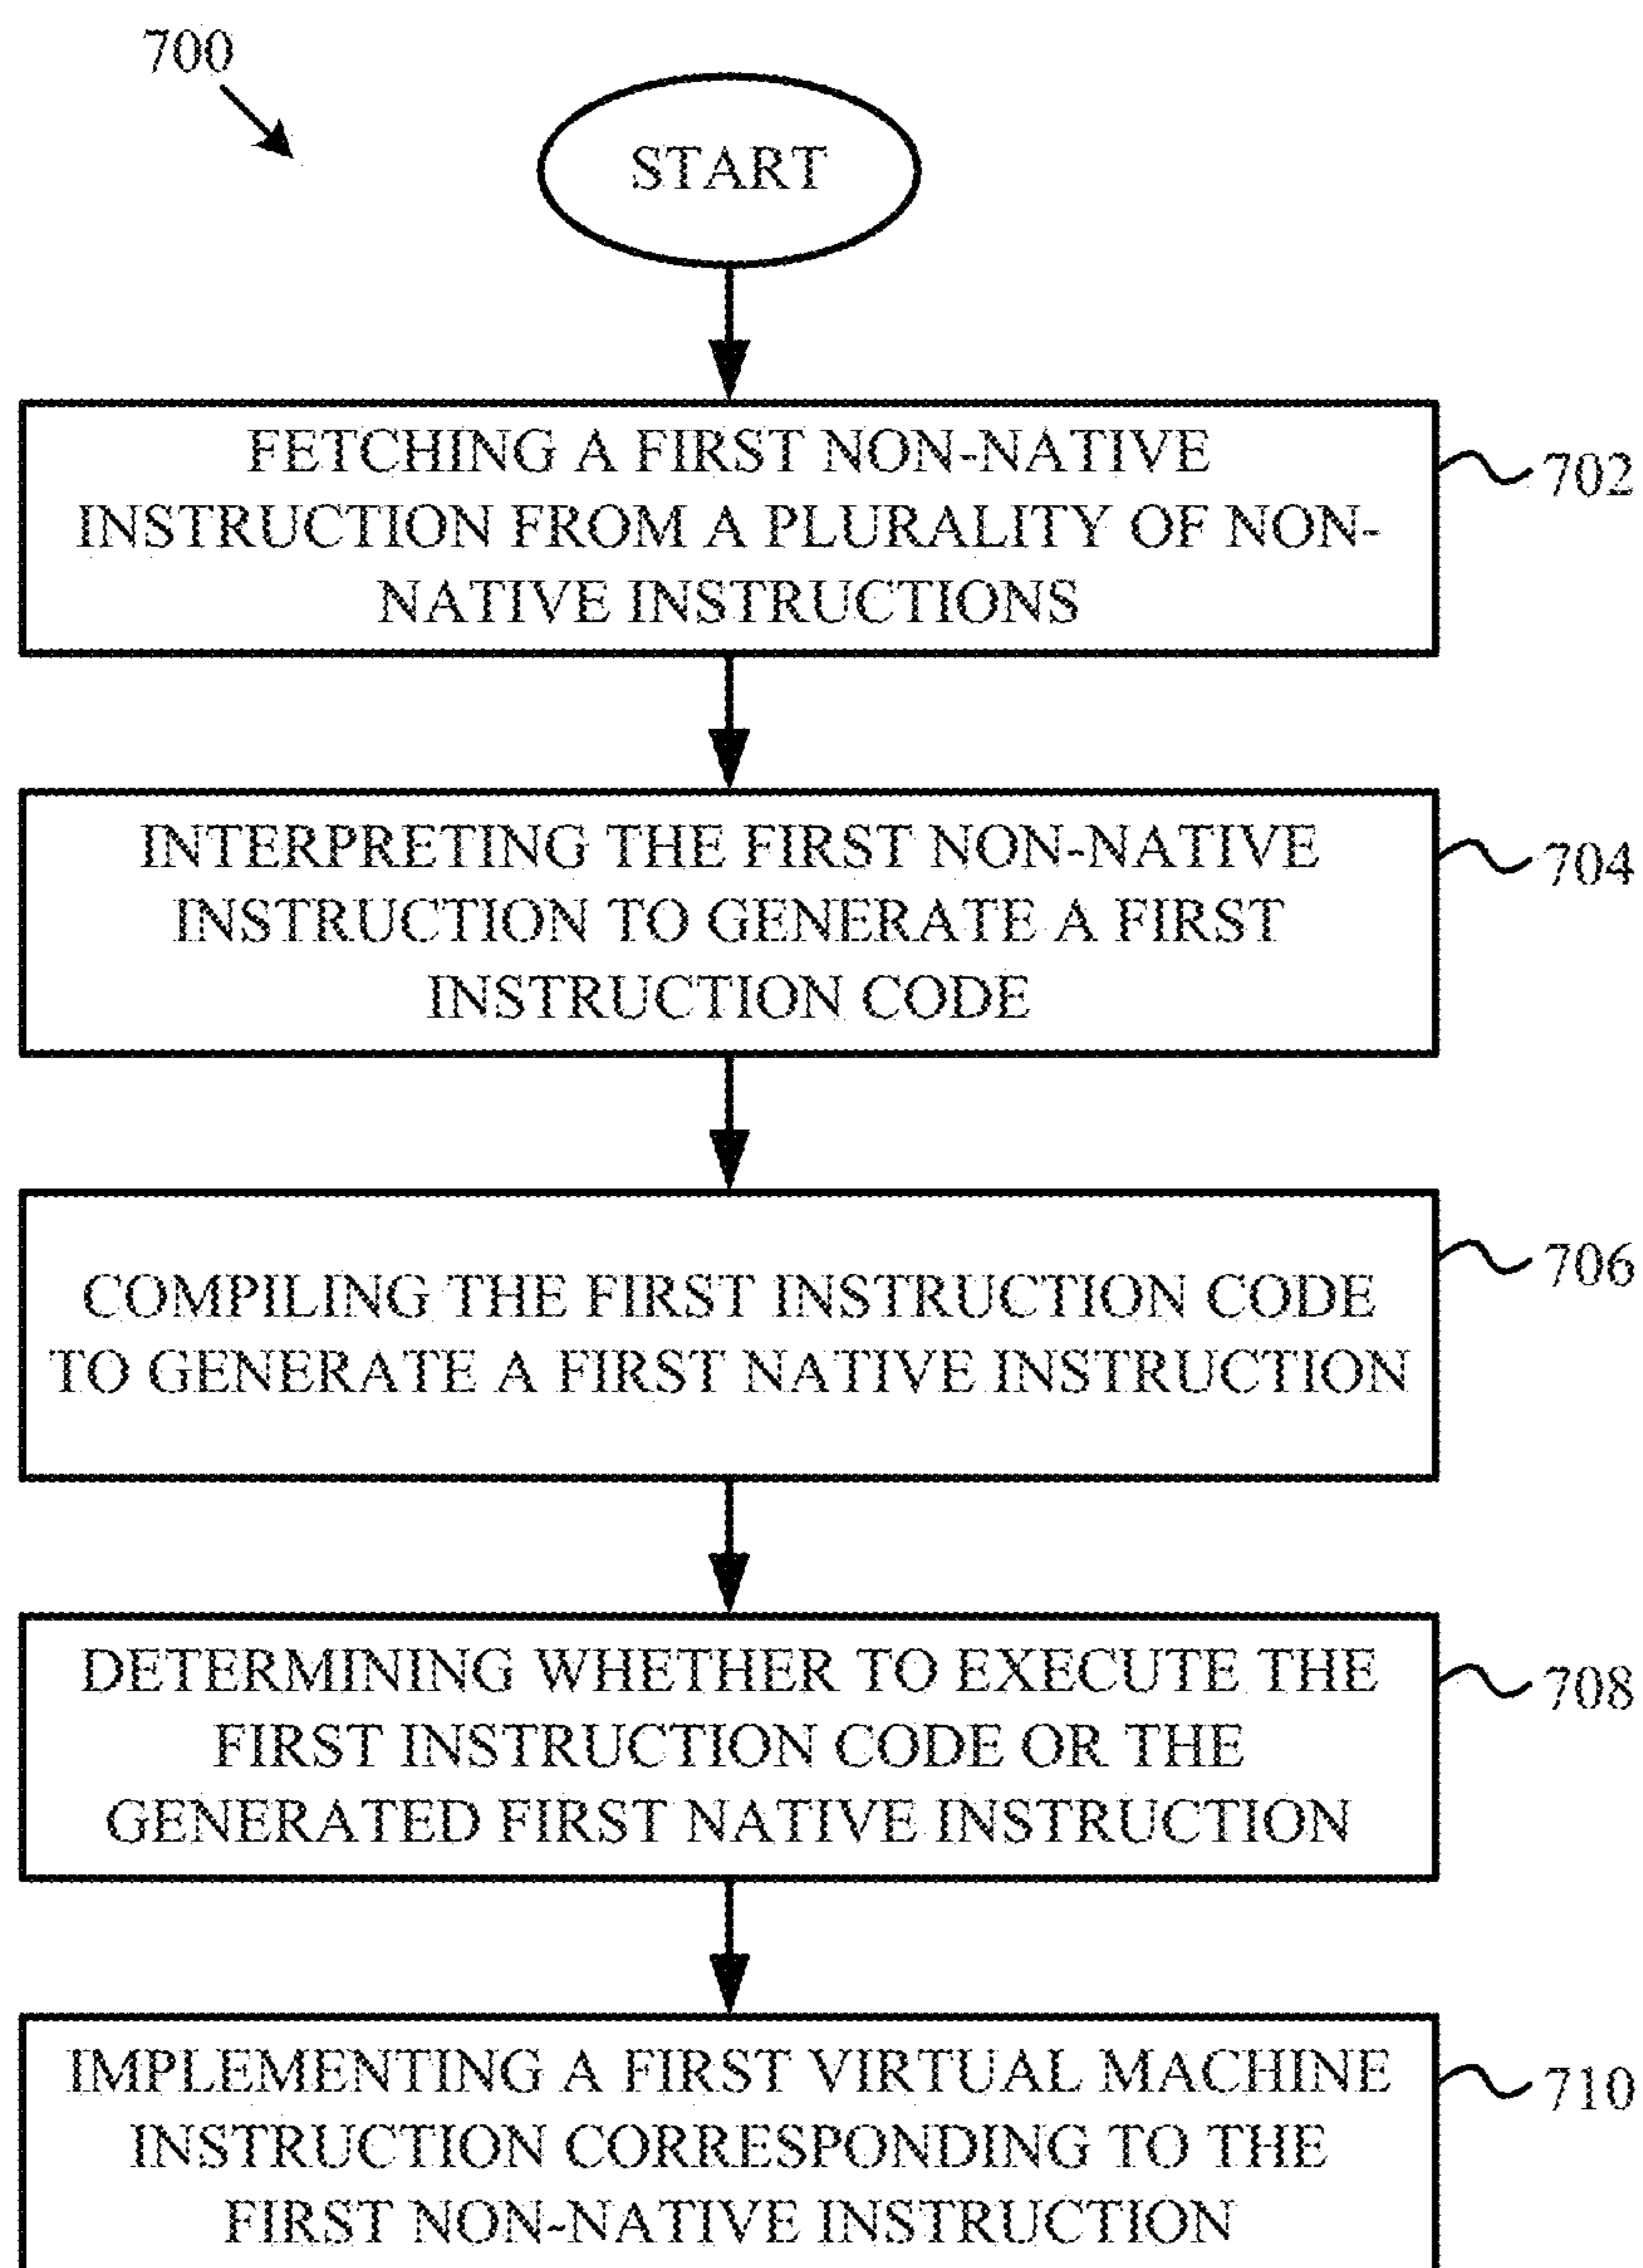 700
START
FETCHING A FIRST NON-NATIVE
INSTRUCTION FROM A PLURALITY OF NON-
NATIVE INSTRUCTIONS
702
INTERPRETING THE FIRST NON-NATIVE
INSTRUCTION TO GENERATE A FIRST
INSTRUCTION CODE
704
COMPILING THE FIRST INSTRUCTION CODE
TO GENERATE A FIRST NATIVE INSTRUCTION
706
DETERMINING WHETHER TO EXECUTE THE
FIRST INSTRUCTION CODE OR THE
GENERATED FIRST NATIVE INSTRUCTION
708
IMPLEMENTING A FIRST VIRTUAL MACHINE
INSTRUCTION CORRESPONDING TO THE
FIRST NON-NATIVE INSTRUCTION
710